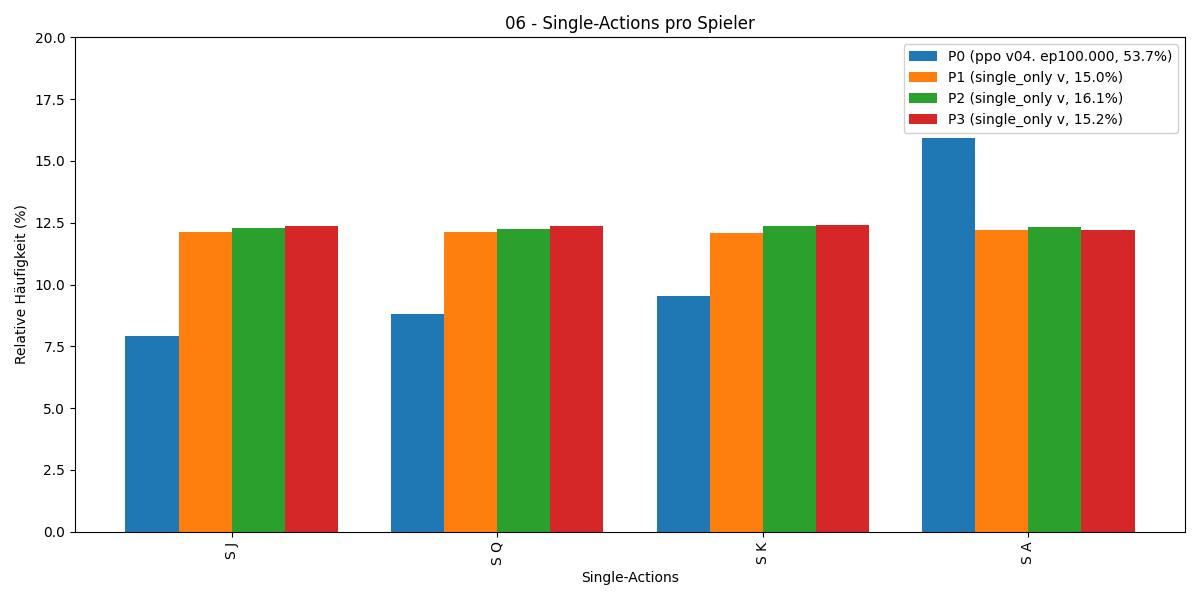 06 - Single-Actions pro Spieler
20.0
17.5
15.0
12.5
10.0
7.5
5.0
2.5
0.0
Relative Häufigkeit (%)
P0 (ppo v04. ep100.000, 53.7%)
P1 (single_only v, 15.0%)
P2 (single_only v, 16.1%)
P3 (single_only v, 15.2%)
S J
S Q
S K
S A
Single-Actions